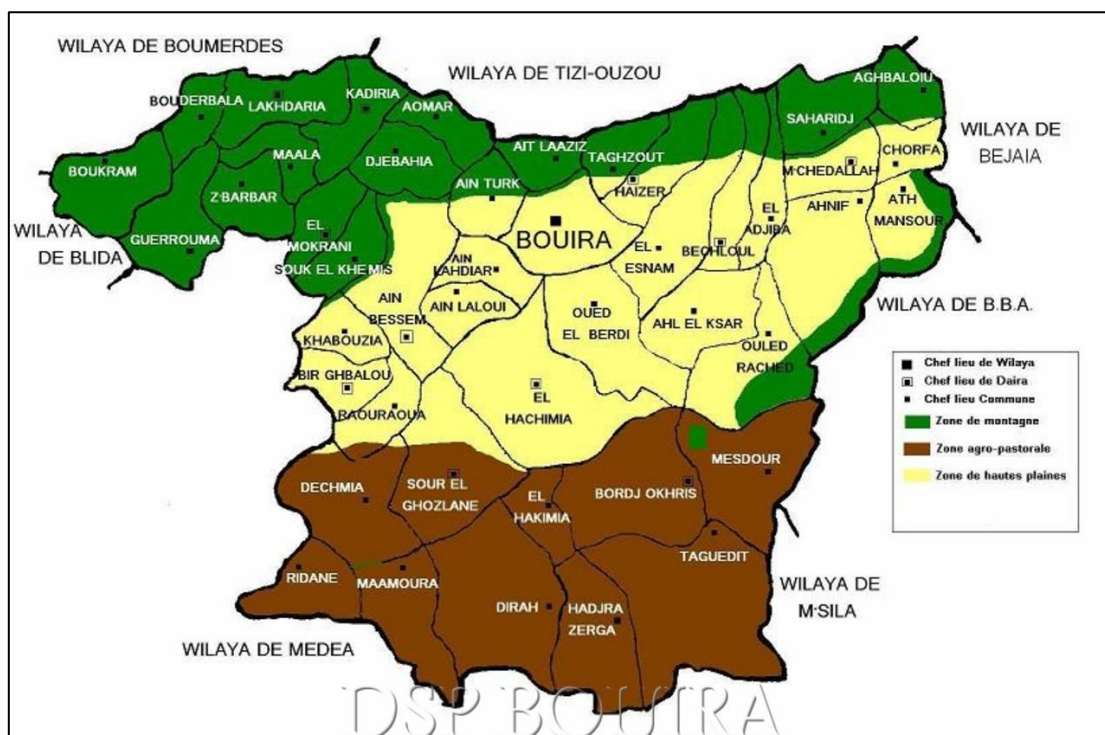 WILAYA DE BOUMERDES
WILAYA DE TIZI-OUZOU
AGHBALOIU
BOUDERBALA
LAKHDARIA
KADIRIA
AOMAR
SAHARIDJ
WILAYA DE
BEJAIA
BOUKRAM
MAALA
DJEBAHIA
AIT LAAZIZ
TAGHZOUT
CHORFA
M'CHEDALLAH
Z'BARBAR
AIN TURK
HAIZER
AHNIF
ATH
MANSOUR
WILAYA
DE BLIDA
GUERROUMA
EL
MOKRANI
SOUK EL KHEMIS
BOUIRA
EL
ESNAM
BECHLOUL
EL
ADJIBA
AIN
LAHDJAR
AIN LALOUI
AIN
BESSEM
OUED
EL BERDI
AHL EL KSAR
OULED
RACHED
WILAYA DE B.B.A.
KHABOUZIA
BIR GHBALOU
RAOURAOUA
EL
HACHIMIA
Chef lieu de Wilaya
Chef lieu de Daira
Chef lieu Commune
Zone de montagne
Zone agro-pastorale
Zone de hautes plaines
DECHMIA
SOUR EL
GHOZLANE
EL
HAKIMIA
BORDJ OKHRIS
MESDOUR
TAGUEDIT
RIDANE
MAAMOURA
DIRAH
HADJRA
ZERGA
WILAYA DE
M'SILA
WILAYA DE MEDEA
DSP BOUIRA